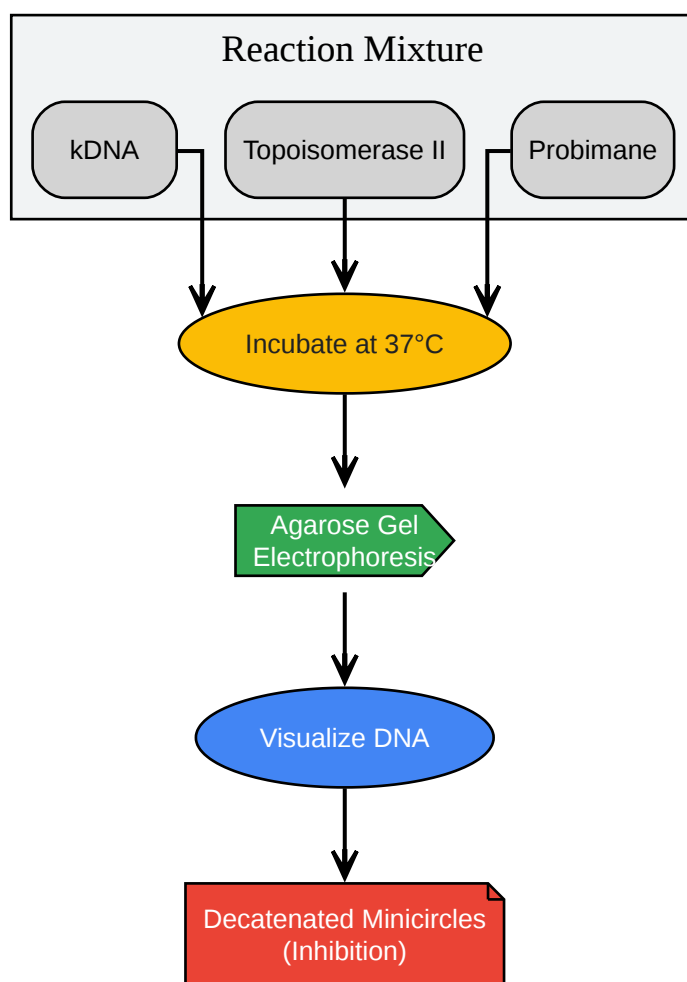 Reaction Mixture
kDNA
Topoisomerase II
Probimane
Incubate at 37°C
Agarose Gel
Electrophoresis
Visualize DNA
Decatenated Minicircles
(Inhibition)